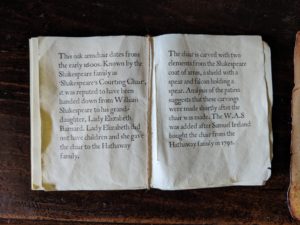 This oak armchair dates from
the early 1600s. Known by the
Shakespeare family as
'Shakespeare's Courting Chair',
it was reputed to have been
handed down from William
Shakespeare to his grand-
daughter, Lady Elizabeth
Barnard. Lady Elizabeth did
not have children and she gave
the chair to the Hathaway
family.
The chair is carved with two
elements from the Shakespeare
coat of arms, a shield with a
spear and falcon holding a
spear. Analysis of the patina
suggests that these carvings
were made shortly after the
chair was made. The W.A.S
was added after Samuel Ireland
bought the chair from the
Hathaway family in 1792.